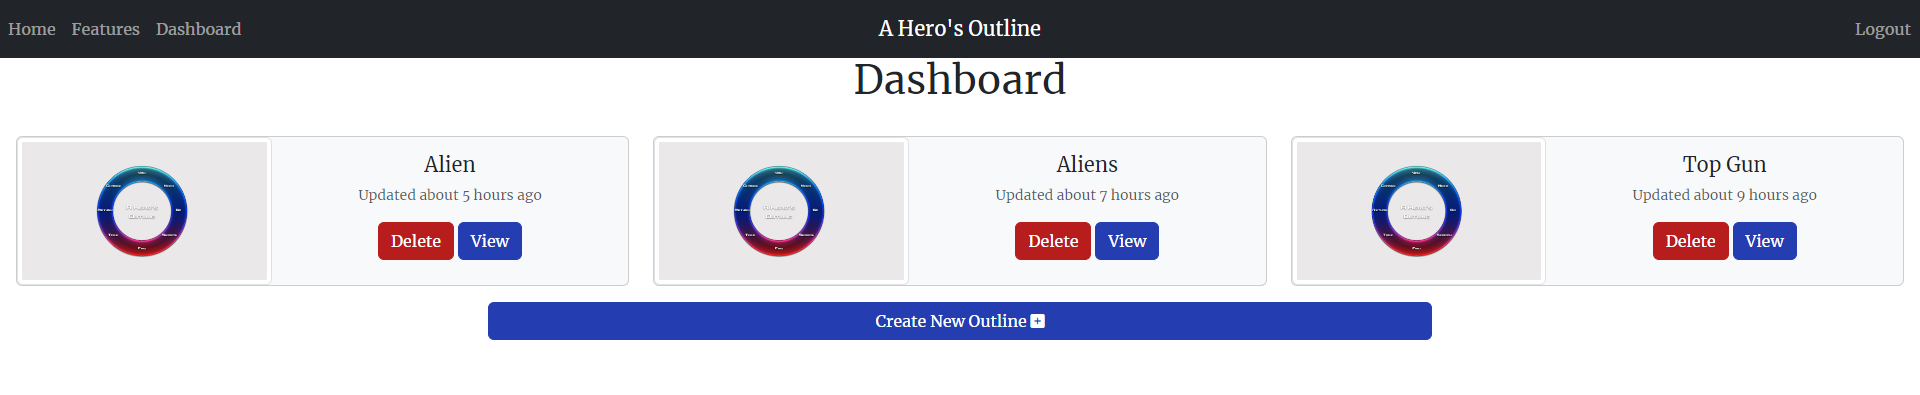 Home Features Dashboard A Hero's Outline Logout
Dashboard
Alien
Updated about 5 hours ago
Delete View
Aliens
Updated about 7 hours ago
Delete View
Top Gun
Updated about 9 hours ago
Delete View
Create New Outline